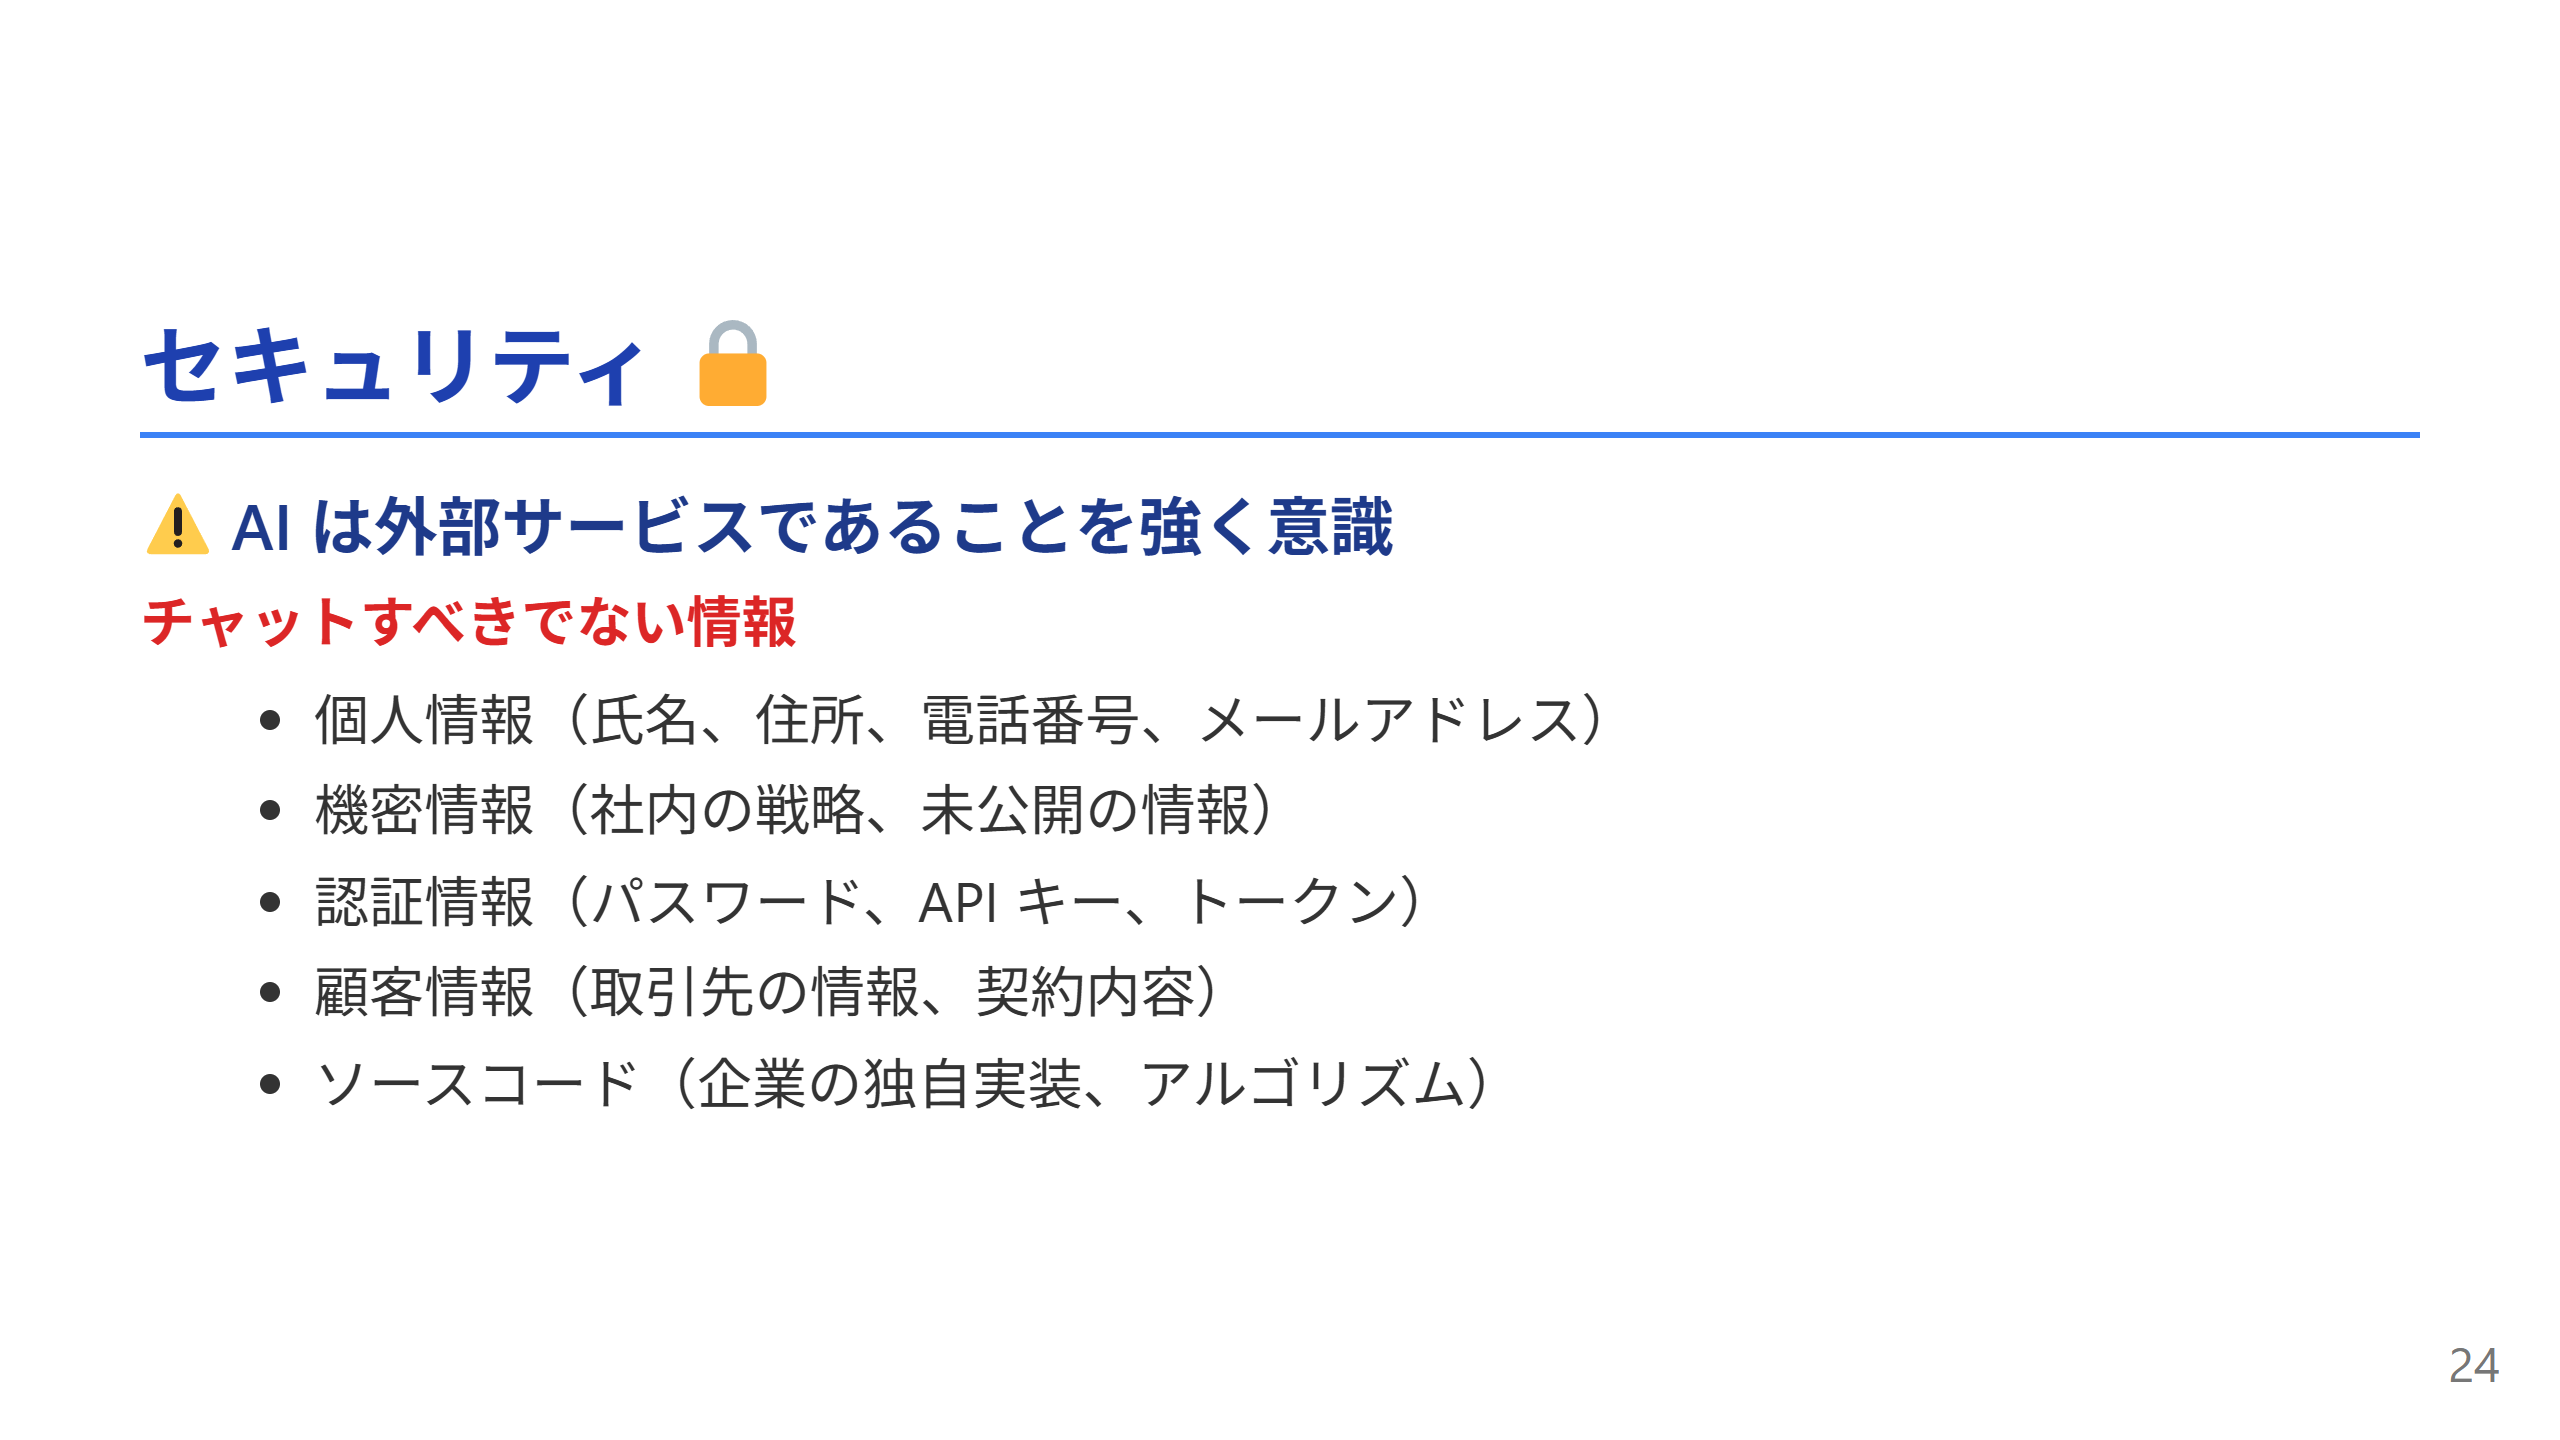 セキュリティ 🔒
⚠️ AI は外部サービスであることを強く意識
チャットすべきでない情報
• 個人情報（氏名、住所、電話番号、メールアドレス）
• 機密情報（社内の戦略、未公開の情報）
• 認証情報（パスワード、API キー、トークン）
• 顧客情報（取引先の情報、契約内容）
• ソースコード（企業の独自実装、アルゴリズム）
24